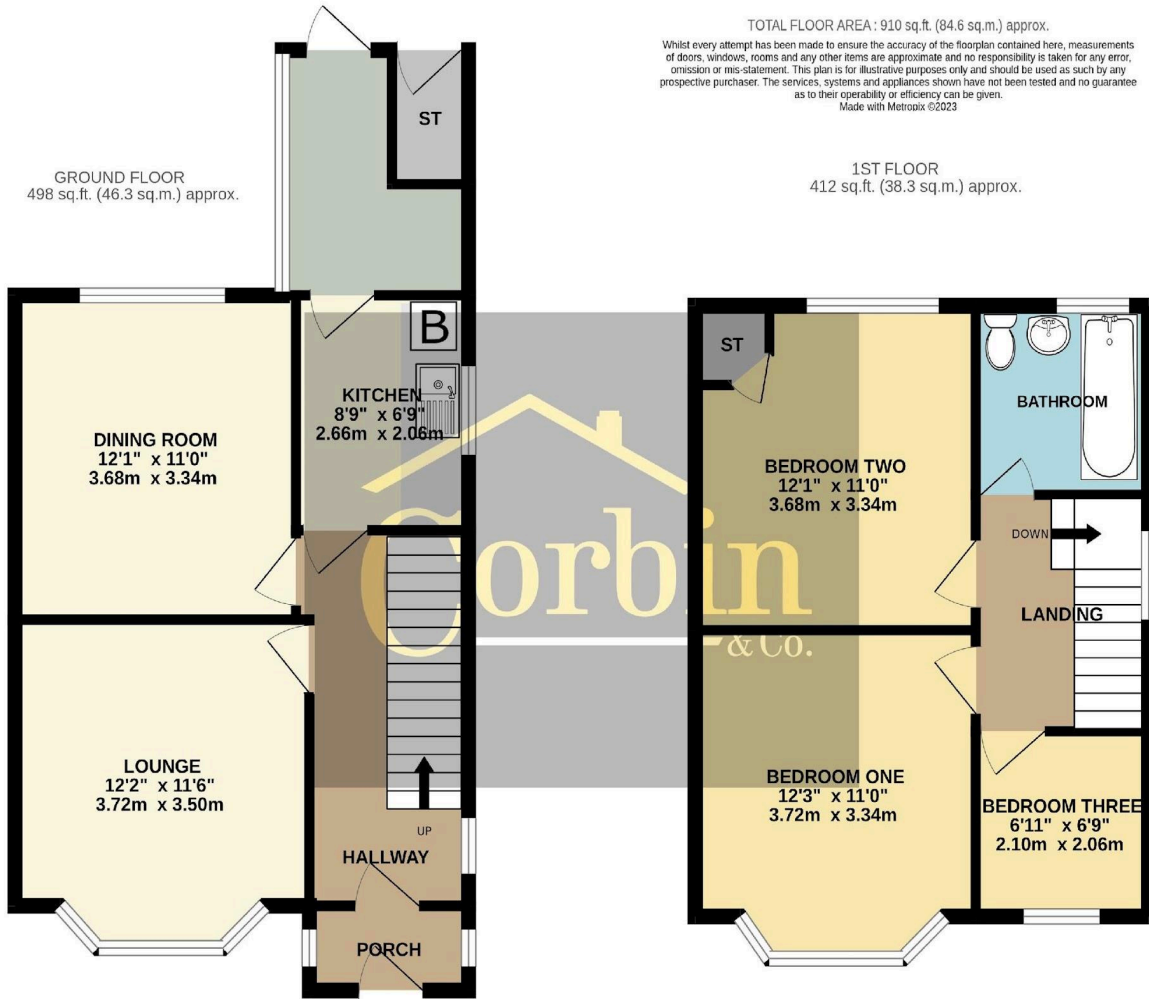 TOTAL FLOOR AREA : 910 sq.ft. (84.6 sq.m.) approx.
Whilst every attempt has been made to ensure the accuracy of the floorplan contained here, measurements
of doors, windows, rooms and any other items are approximate and no responsibility is taken for any error,
omission or mis-statement. This plan is for illustrative purposes only and should be used as such by any
prospective purchaser. The services, systems and appliances shown have not been tested and no guarantee
as to their operability or efficiency can be given.
Made with Metropix ©2023
GROUND FLOOR
498 sq.ft. (46.3 sq.m.) approx.
ST
B
KITCHEN
8'9" x 6'9"
2.66m x 2.06m
DINING ROOM
12'1" x 11'0"
3.68m x 3.34m
LOUNGE
12'2" x 11'6"
3.72m x 3.50m
UP
HALLWAY
PORCH
Corbin
& Co.
1ST FLOOR
412 sq.ft. (38.3 sq.m.) approx.
ST
BATHROOM
BEDROOM TWO
12'1" x 11'0"
3.68m x 3.34m
DOWN
LANDING
BEDROOM ONE
12'3" x 11'0"
3.72m x 3.34m
BEDROOM THREE
6'11" x 6'9"
2.10m x 2.06m